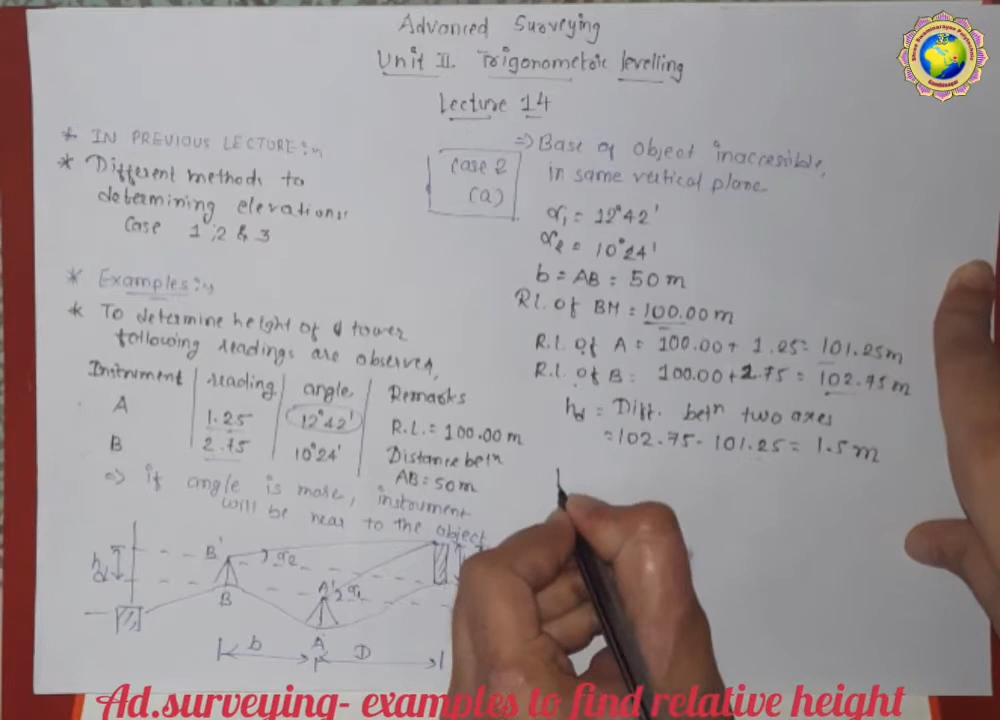 Advanced Surveying
Unit II. Trigonometric levelling
Lecture 14
* IN PREVIOUS LECTURE:-
* Different methods to
determining elevations.
Case 1, 2 & 3
* Examples:-
* To determine height of tower
following readings are observed,
Instrument reading angle Remarks
A 1.25 12°42' R.L. = 100.00 m
B 2.75 10°24' Distance betn
AB = 50m
=> if angle is more, instrument
will be near to the object
B' α2
hd
A' α1
B
A
b D
Case 2
(a)
=> Base of object inaccessible,
in same vertical plane
α1 = 12°42'
α2 = 10°24'
b = AB = 50 m
R.L. of BM = 100.00 m
R.L. of A = 100.00 + 1.25 = 101.25m
R.L. of B = 100.00 + 2.75 = 102.75 m
hd = Diff. betn two axes
= 102.75 - 101.25 = 1.5 m
Ad.surveying- examples to find relative height